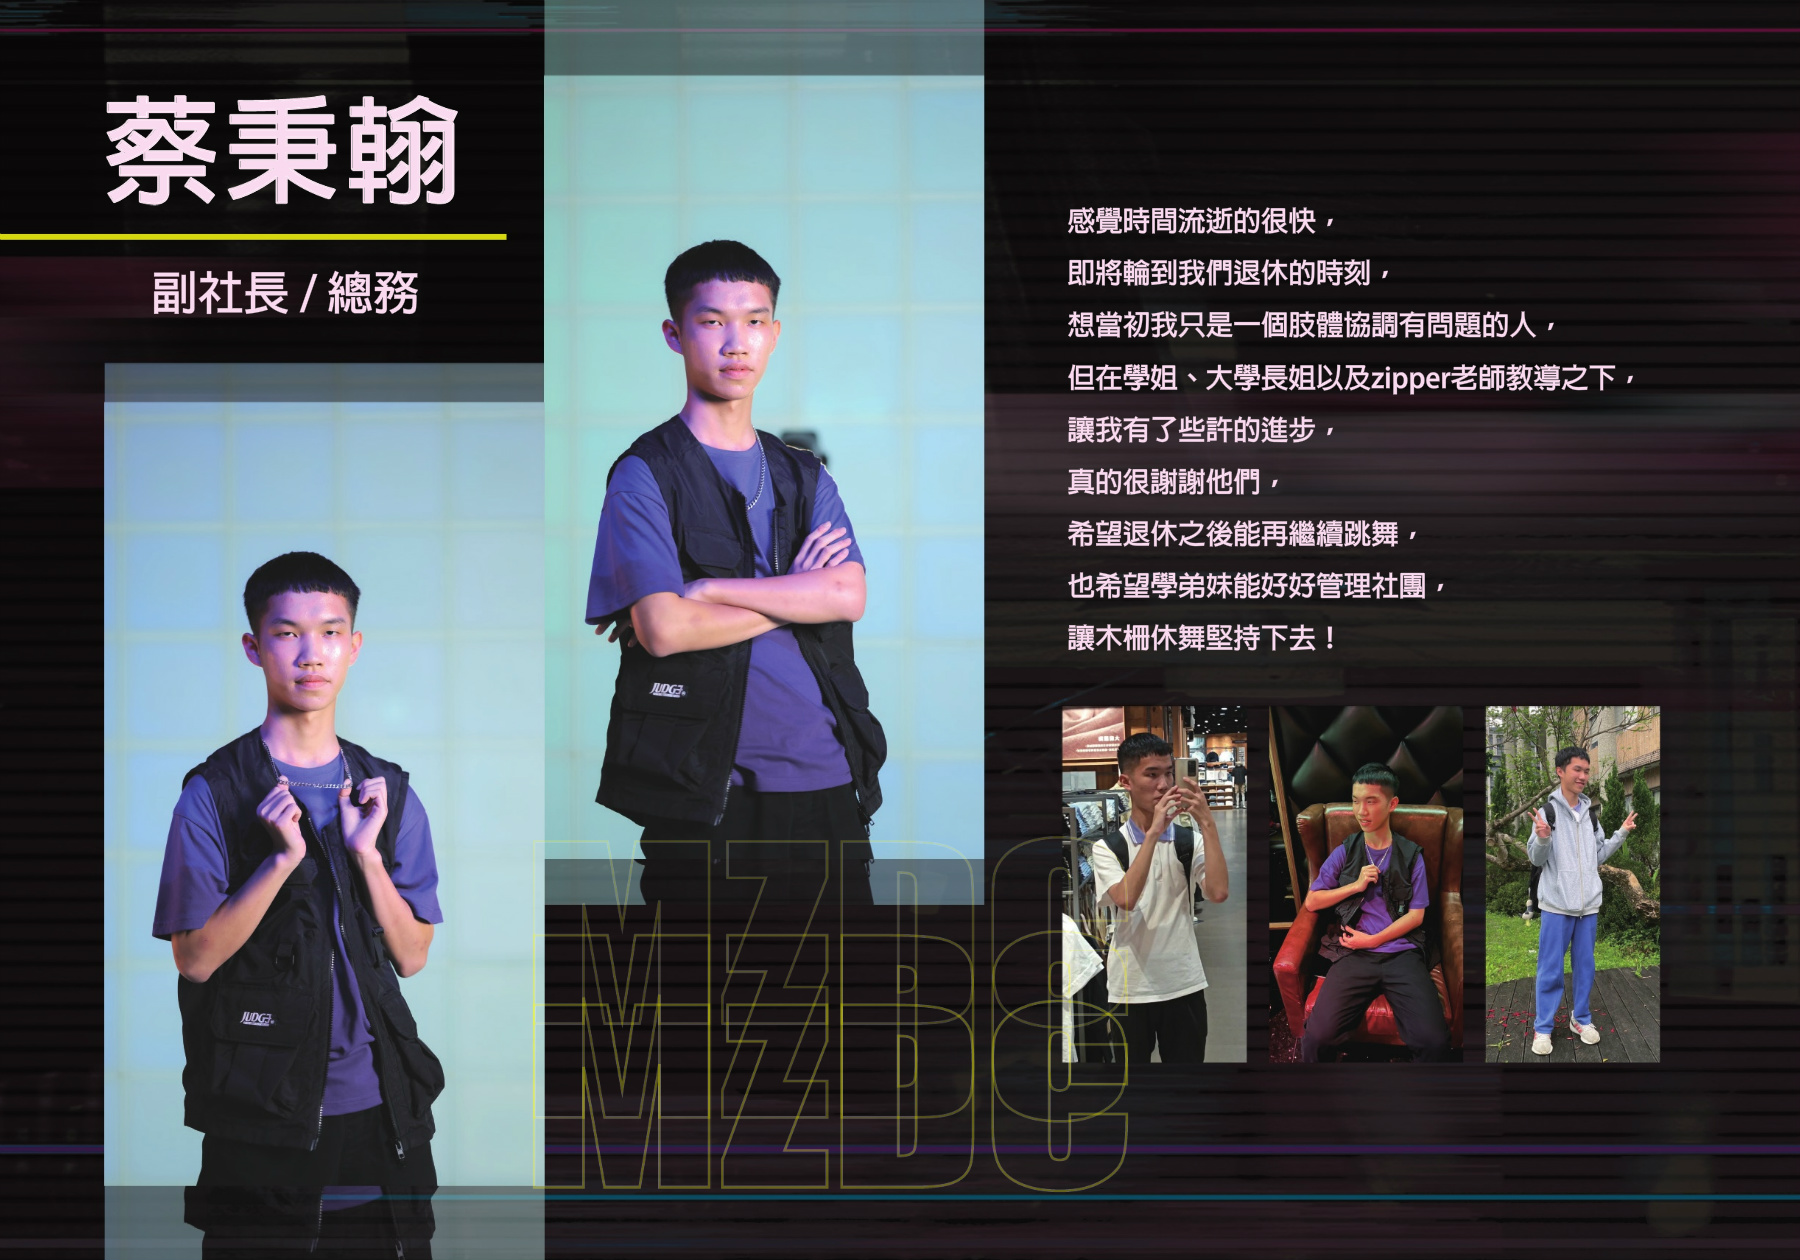 蔡秉翰
副社長 / 總務
感覺時間流逝的很快，
即將輪到我們退休的時刻，
想當初我只是一個肢體協調有問題的人，
但在學姐、大學長姐以及zipper老師教導之下，
讓我有了些許的進步，
真的很謝謝他們，
希望退休之後能再繼續跳舞，
也希望學弟妹能好好管理社團，
讓木柵休舞堅持下去！
JUDGE
JUDGE
MZDC
MZDC